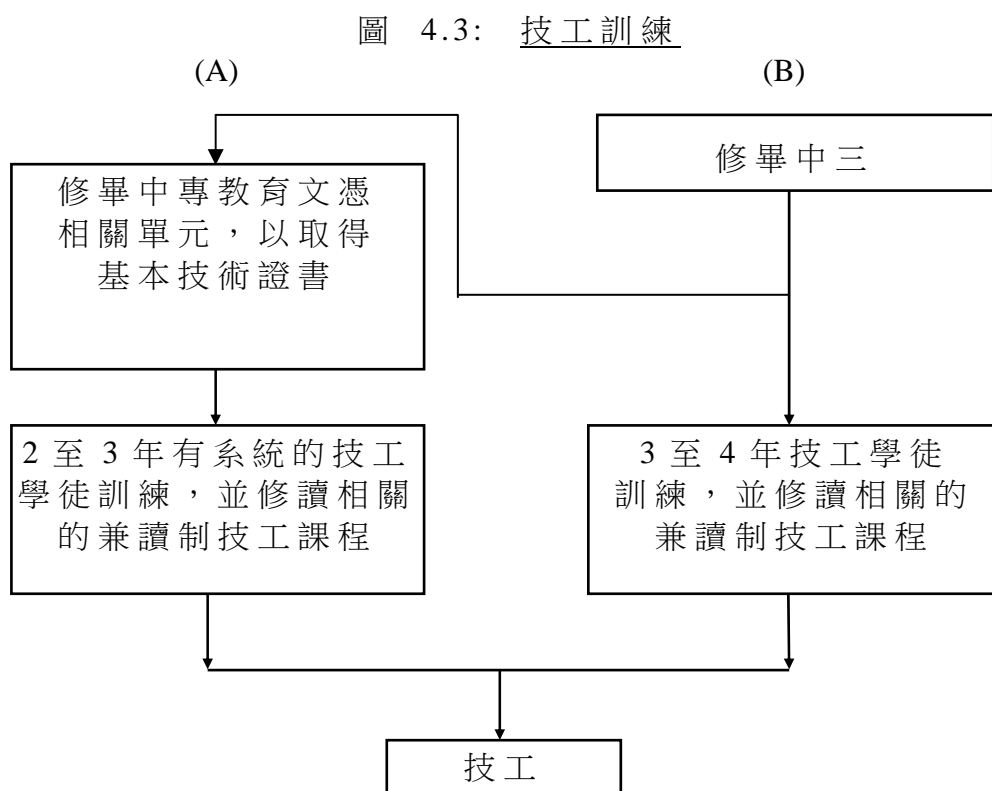 圖 4.3: 技工訓練
(A)
(B)
修畢中三
修畢中專教育文憑
相關單元，以取得
基本技術證書
2 至 3 年有系統的技工
學徒訓練，並修讀相關
的兼讀制技工課程
3 至 4 年技工學徒
訓練，並修讀相關的
兼讀制技工課程
技工